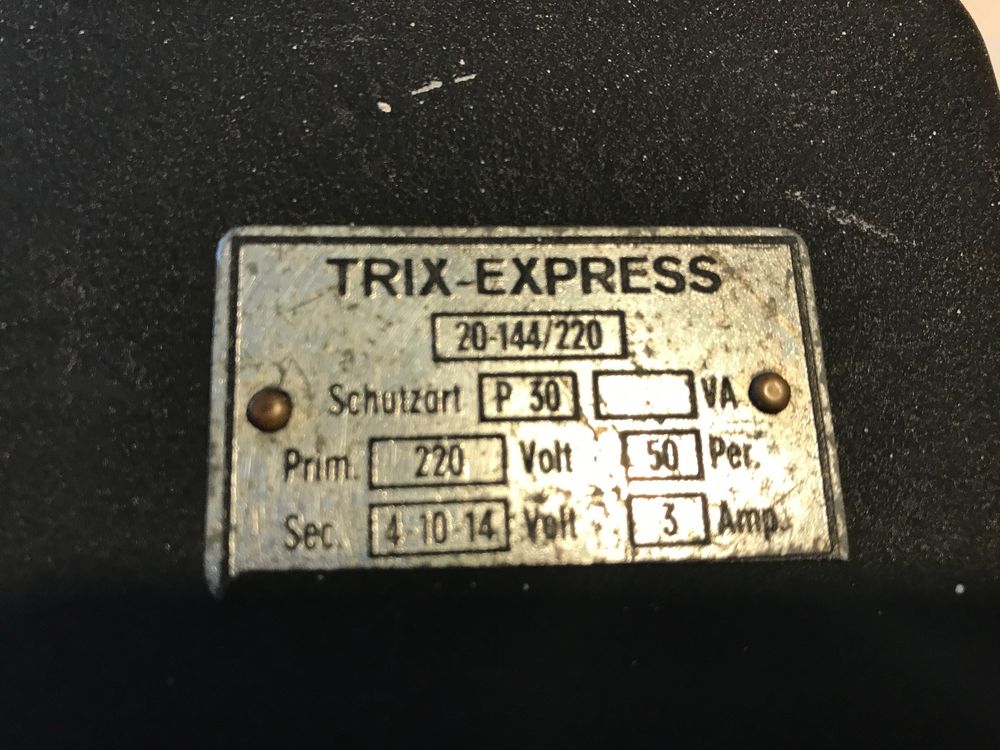 TRIX-EXPRESS
20-144/220
Schutzart P 30 VA
Prim. 220 Volt 50 Per.
Sec. 4-10-14 Volt 3 Amp.